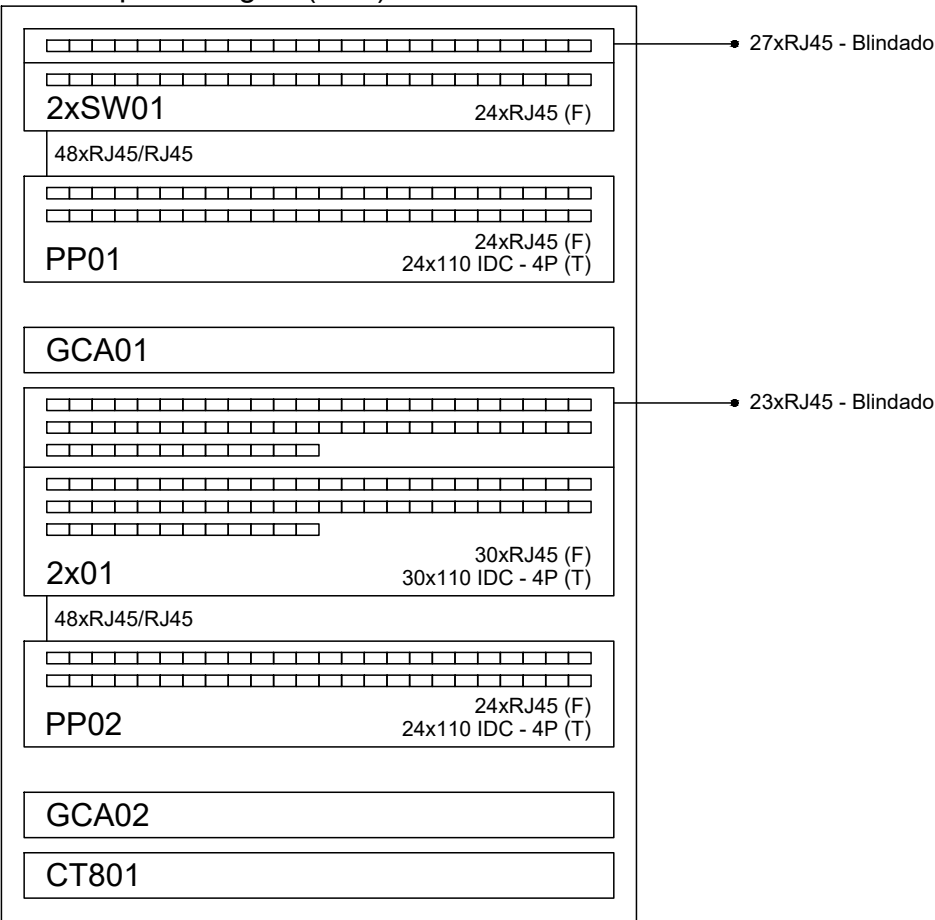 27xRJ45 - Blindado
2xSW01
24xRJ45 (F)
48xRJ45/RJ45
24xRJ45 (F)
PP01
24x110 IDC - 4P (T)
GCA01
23xRJ45 - Blindado
30xRJ45 (F)
2x01
30x110 IDC - 4P (T)
48xRJ45/RJ45
24xRJ45 (F)
PP02
24x110 IDC - 4P (T)
GCA02
CT801